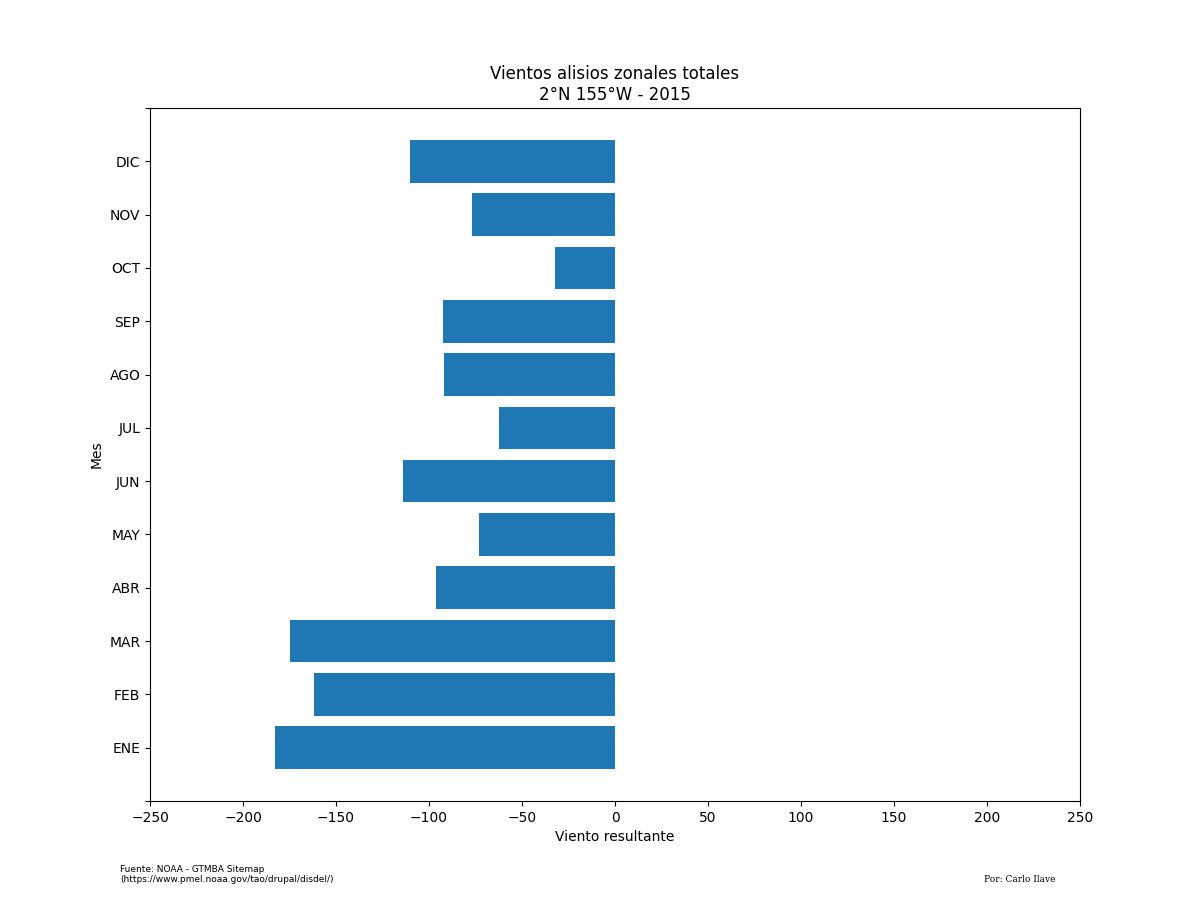 Vientos alisios zonales totales
2°N 155°W - 2015
DIC
NOV
OCT
SEP
AGO
JUL
JUN
MAY
ABR
MAR
FEB
ENE
Mes
−250 −200 −150 −100 −50 0 50 100 150 200 250
Viento resultante
Fuente: NOAA - GTMBA Sitemap
(https://www.pmel.noaa.gov/tao/drupal/disdel/)
Por: Carlo Ilave